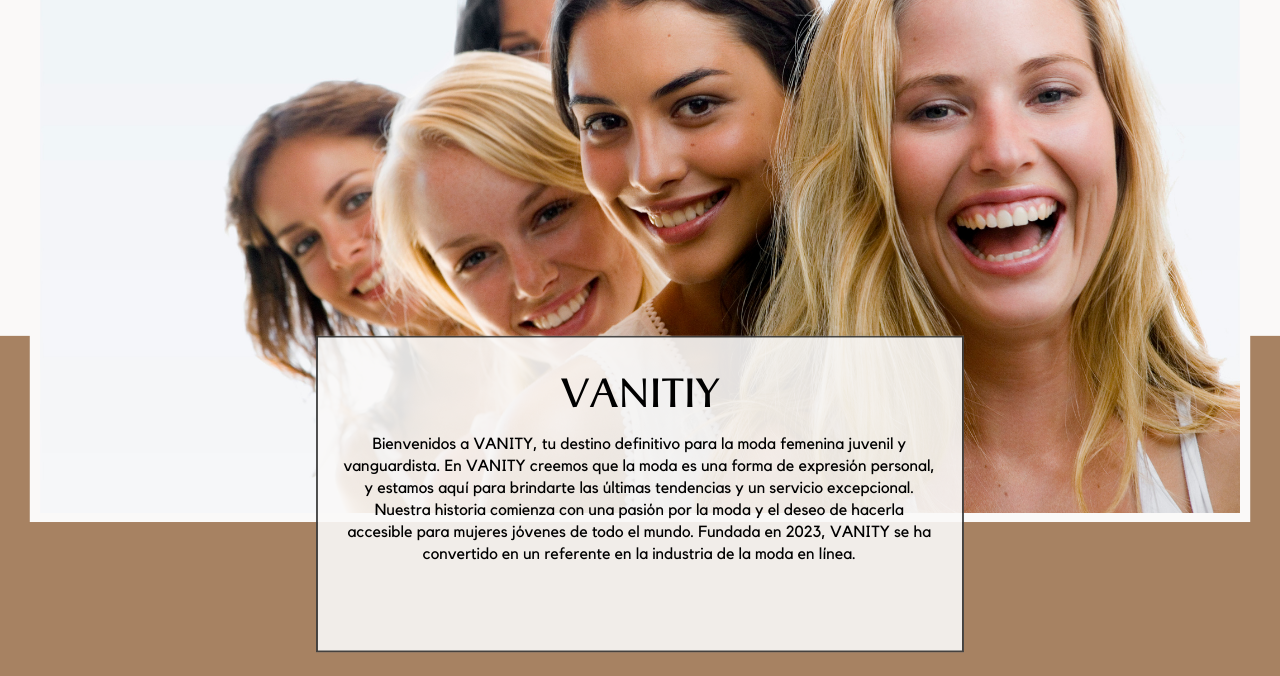 VANITIY
Bienvenidos a VANITY, tu destino definitivo para la moda femenina juvenil y
vanguardista. En VANITY creemos que la moda es una forma de expresión personal,
y estamos aquí para brindarte las últimas tendencias y un servicio excepcional.
Nuestra historia comienza con una pasión por la moda y el deseo de hacerla
accesible para mujeres jóvenes de todo el mundo. Fundada en 2023, VANITY se ha
convertido en un referente en la industria de la moda en línea.